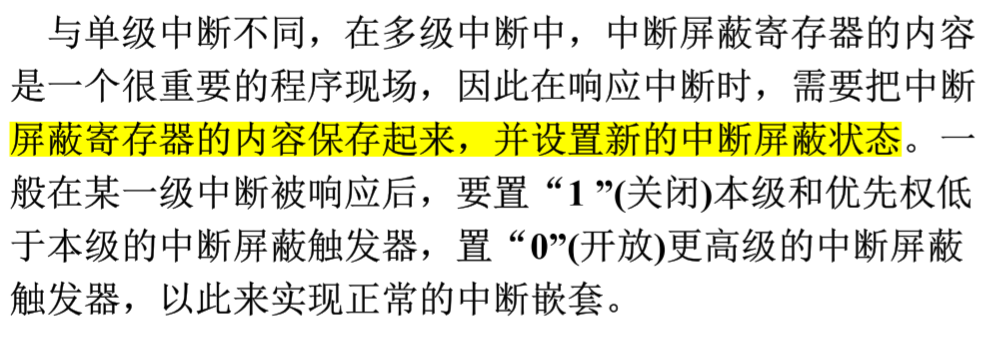 与单级中断不同，在多级中断中，中断屏蔽寄存器的内容
是一个很重要的程序现场，因此在响应中断时，需要把中断
屏蔽寄存器的内容保存起来，并设置新的中断屏蔽状态。一
般在某一级中断被响应后，要置“1 ”(关闭)本级和优先权低
于本级的中断屏蔽触发器，置“0”(开放)更高级的中断屏蔽
触发器，以此来实现正常的中断嵌套。